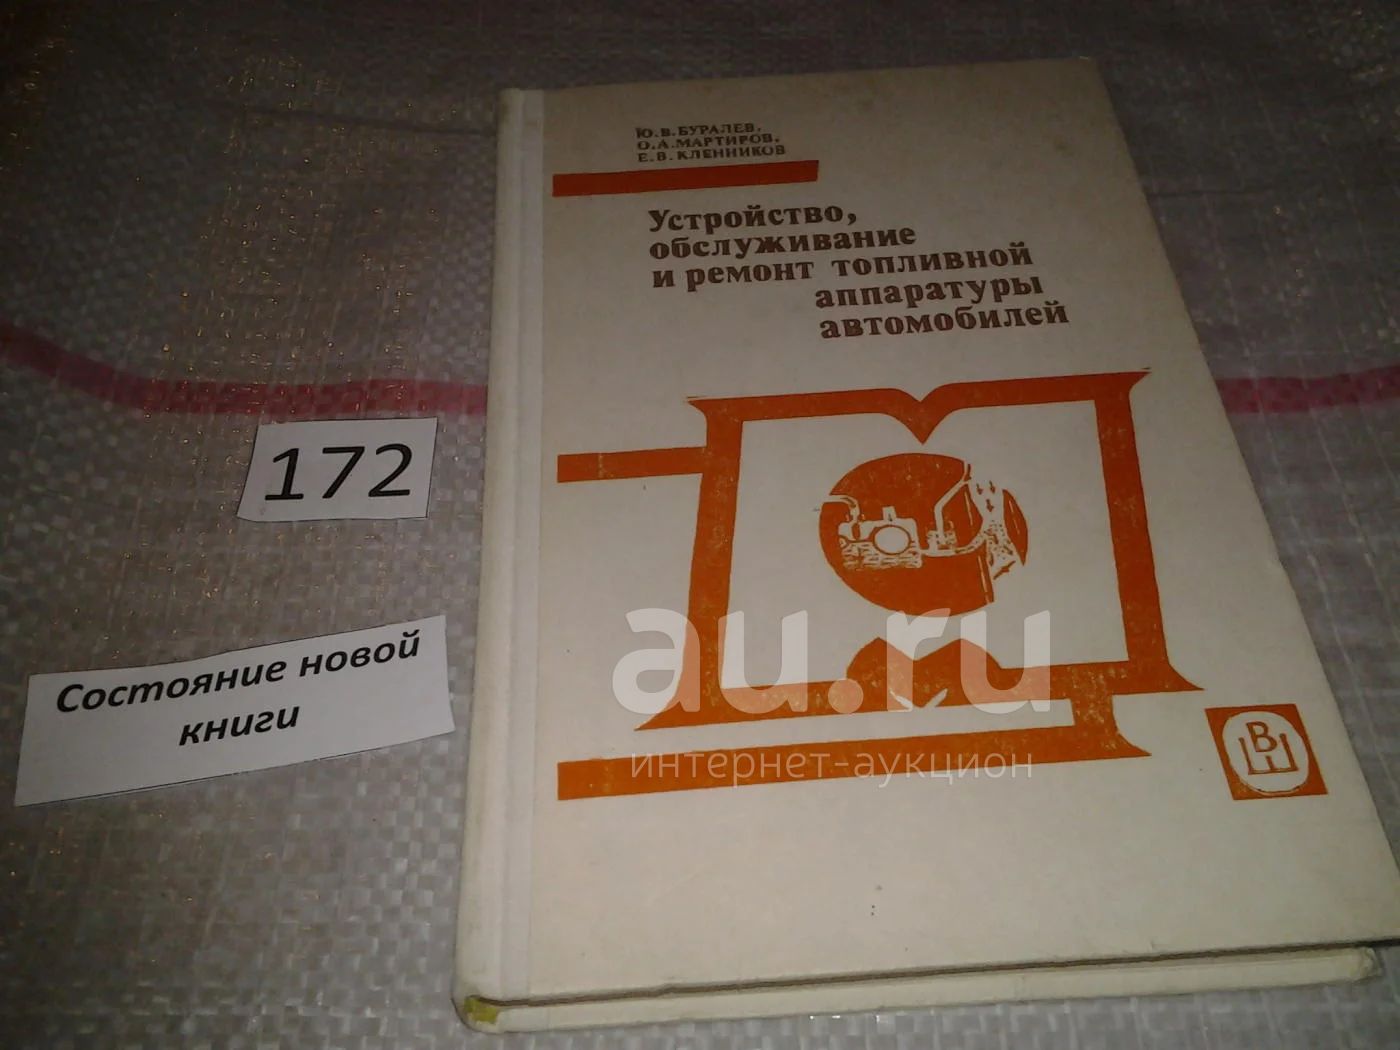 Ю.В.БУРАЛЕВ,
О.А.МАРТИРОВ,
Е.В.КЛЕННИКОВ
Устройство,
обслуживание
и ремонт топливной
аппаратуры
автомобилей
172
Состояние новой
книги
au.ru
интернет-аукцион
В
Ш